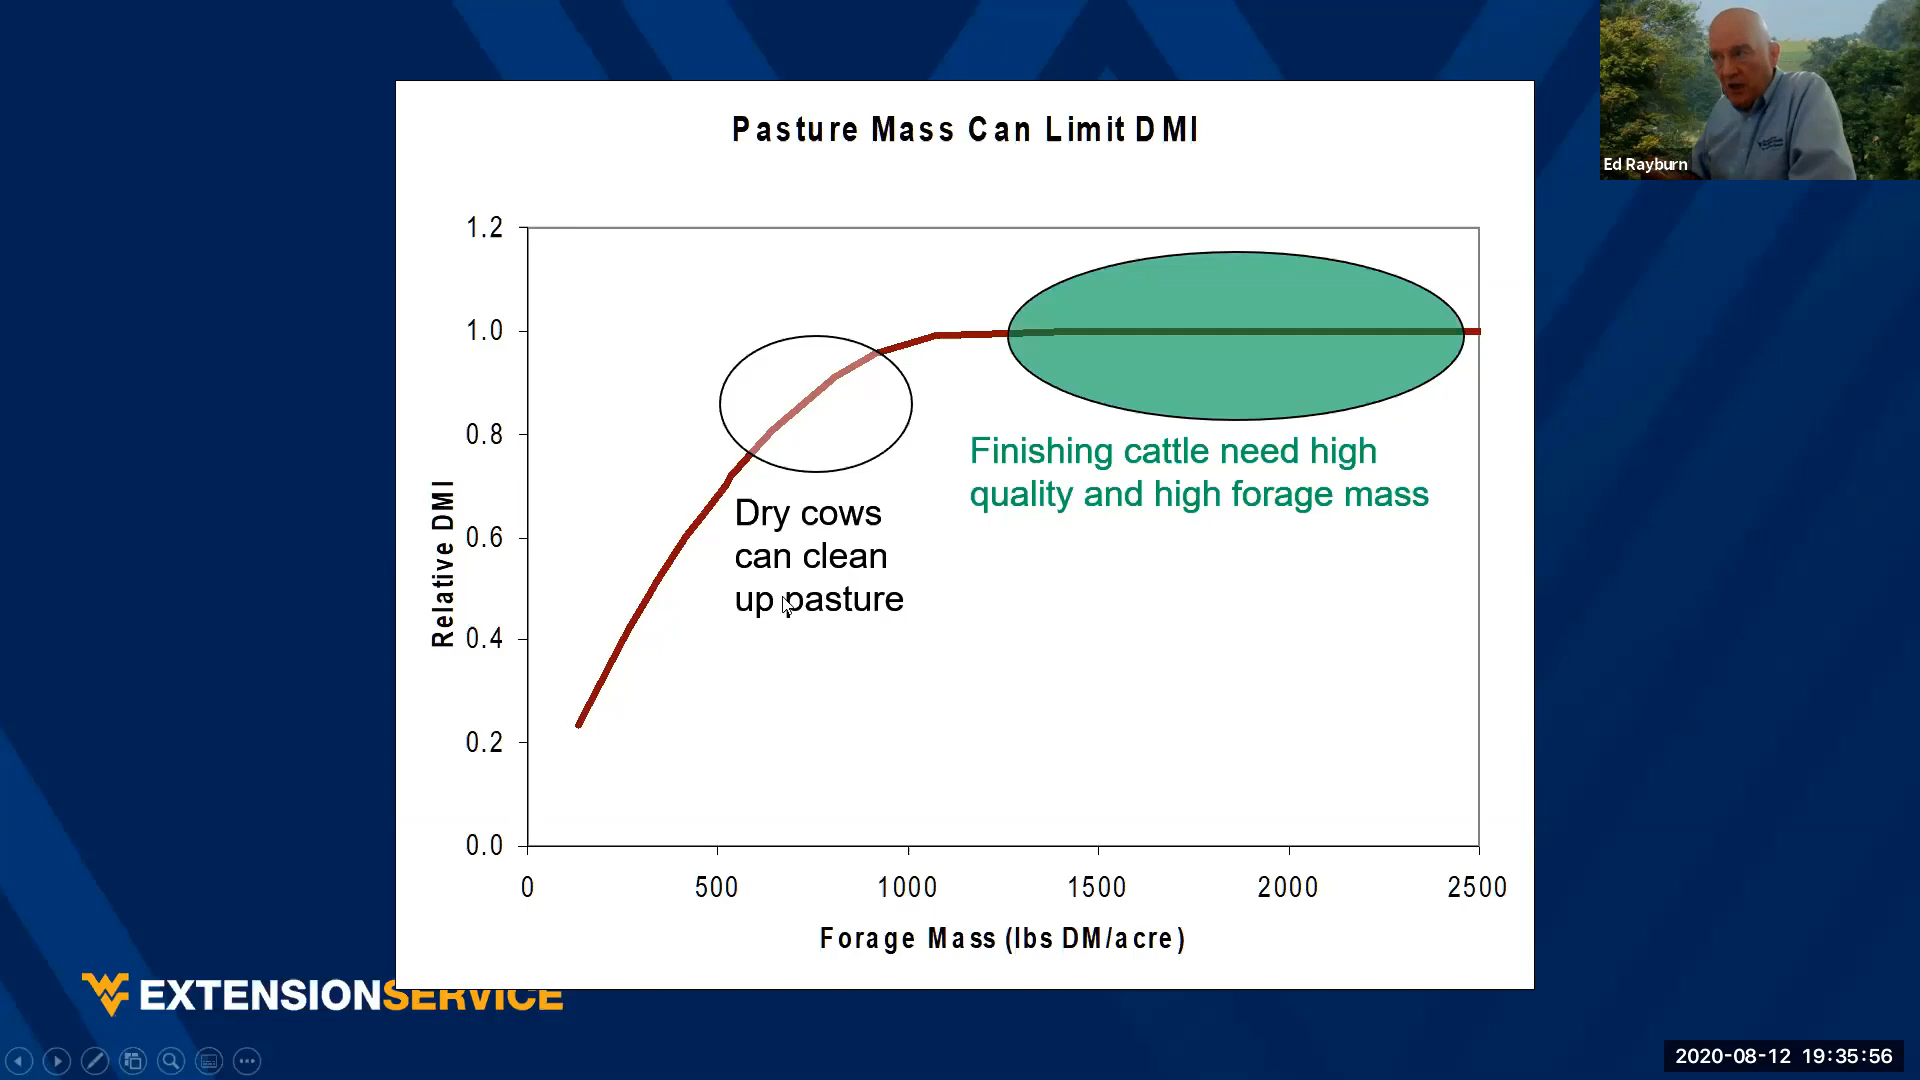 Pasture Mass Can Limit DMI
Ed Rayburn
1.2
1.0
0.8
0.6
0.4
0.2
0.0
Relative DMI
Finishing cattle need high
quality and high forage mass
Dry cows
can clean
up pasture
0 500 1000 1500 2000 2500
Forage Mass (lbs DM/acre)
EXTENSIONSERVICE
2020-08-12 19:35:56